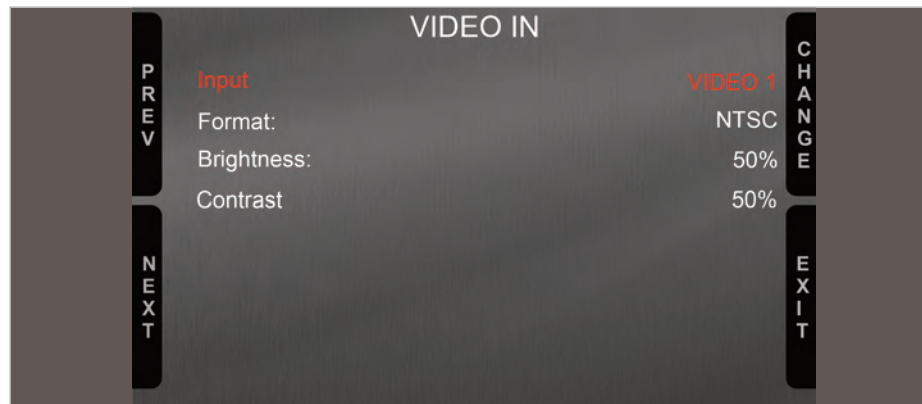 VIDEO IN
PREV
CHANGE
Input VIDEO 1
Format: NTSC
Brightness: 50%
Contrast 50%
NEXT
EXIT